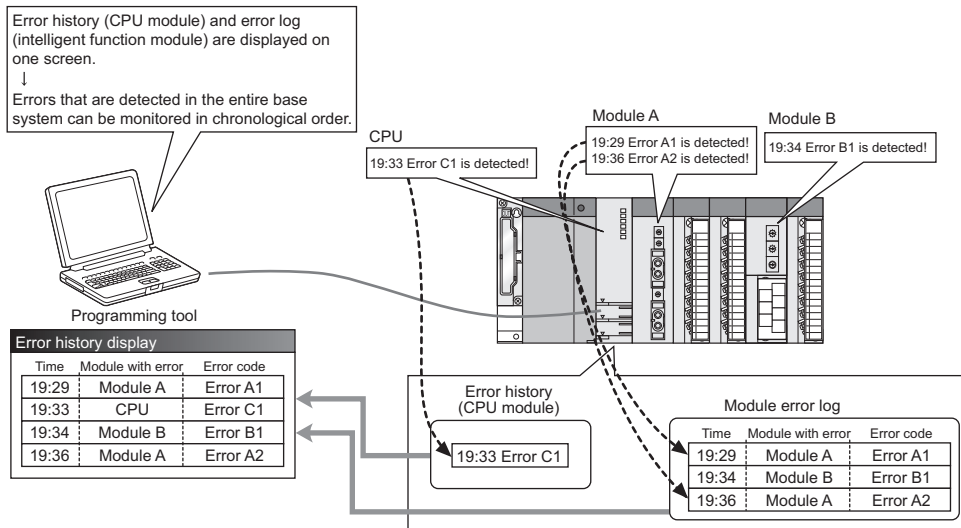 Error history (CPU module) and error log
(intelligent function module) are displayed on
one screen.
↓
Errors that are detected in the entire base
system can be monitored in chronological order.
Programming tool
CPU
19:33 Error C1 is detected!
Module A
19:29 Error A1 is detected!
19:36 Error A2 is detected!
Module B
19:34 Error B1 is detected!
Error history display
Time Module with error Error code
19:29 Module A Error A1
19:33 CPU Error C1
19:34 Module B Error B1
19:36 Module A Error A2
Error history
(CPU module)
19:33 Error C1
Module error log
Time Module with error Error code
19:29 Module A Error A1
19:34 Module B Error B1
19:36 Module A Error A2